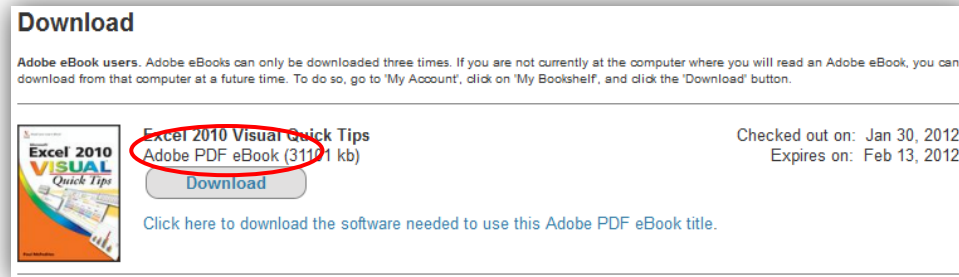 Download
Adobe eBook users. Adobe eBooks can only be downloaded three times. If you are not currently at the computer where you will read an Adobe eBook, you can
download from that computer at a future time. To do so, go to 'My Account', click on 'My Bookshelf', and click the 'Download' button.
Excel 2010 Visual Quick Tips
Checked out on: Jan 30, 2012
Adobe PDF eBook (31101 kb)
Expires on: Feb 13, 2012
Download
Click here to download the software needed to use this Adobe PDF eBook title.
Excel 2010
VISUAL
Quick Tips